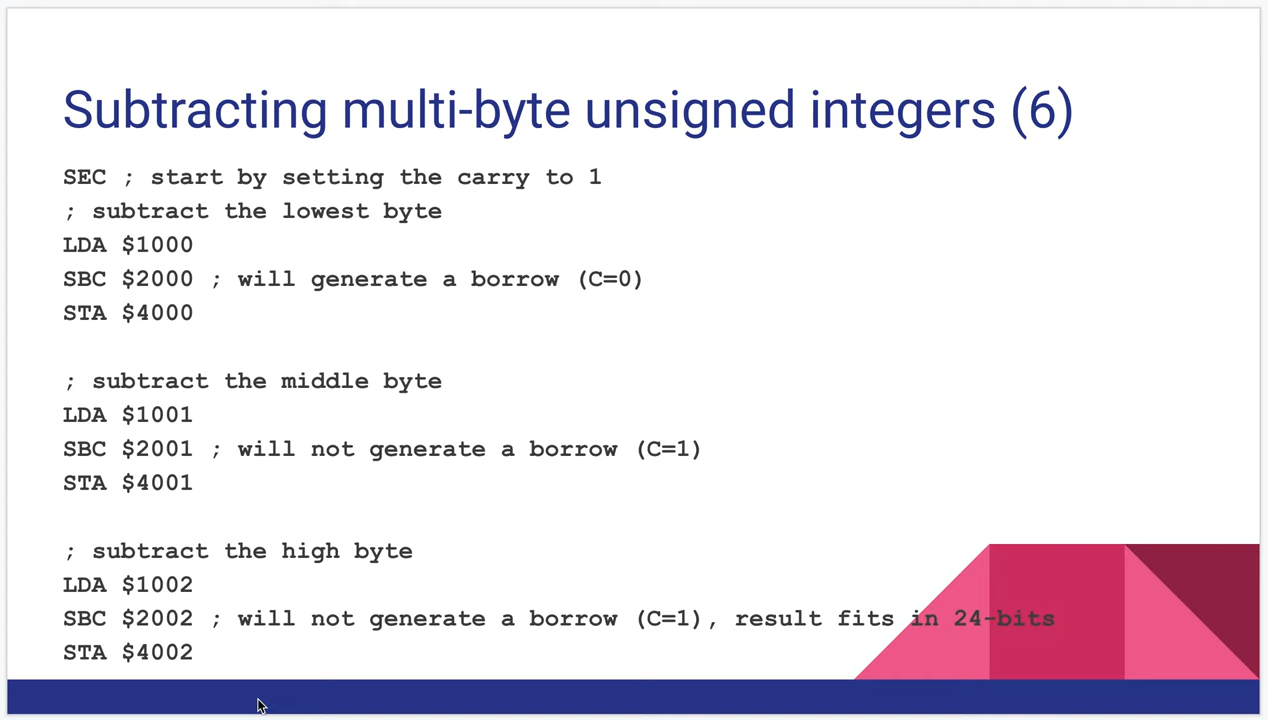 Subtracting multi-byte unsigned integers (6)
SEC ; start by setting the carry to 1
; subtract the lowest byte
LDA $1000
SBC $2000 ; will generate a borrow (C=0)
STA $4000
; subtract the middle byte
LDA $1001
SBC $2001 ; will not generate a borrow (C=1)
STA $4001
; subtract the high byte
LDA $1002
SBC $2002 ; will not generate a borrow (C=1), result fits in 24-bits
STA $4002